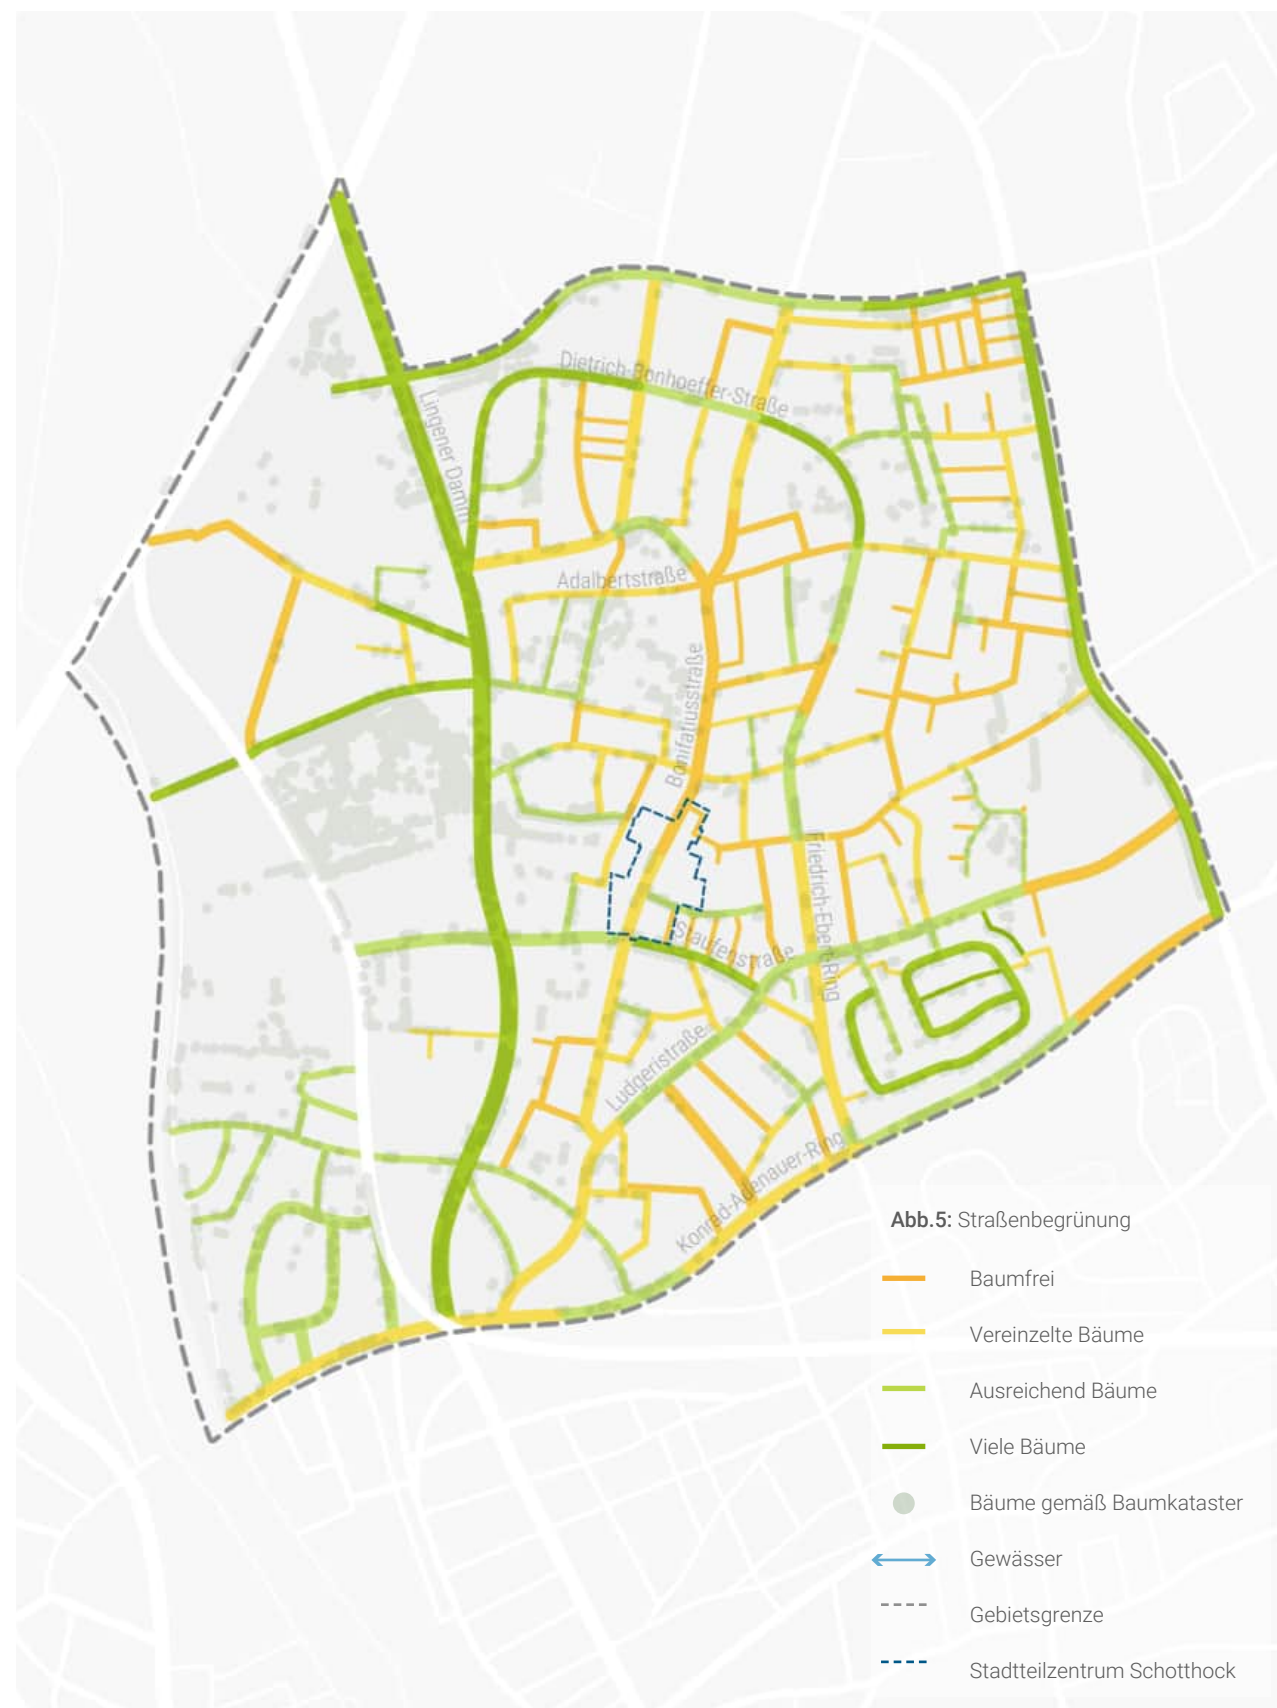 Dietrich-Bonhoeffer-Straße
Lingener Damm
Adalbertstraße
Bonifatiusstraße
Friedrich-Ebert-Ring
Staufenstraße
Ludgeristraße
Konrad-Adenauer-Ring
Abb.5: Straßenbegrünung
Baumfrei
Vereinzelte Bäume
Ausreichend Bäume
Viele Bäume
Bäume gemäß Baumkataster
Gewässer
Gebietsgrenze
Stadtteilzentrum Schotthock